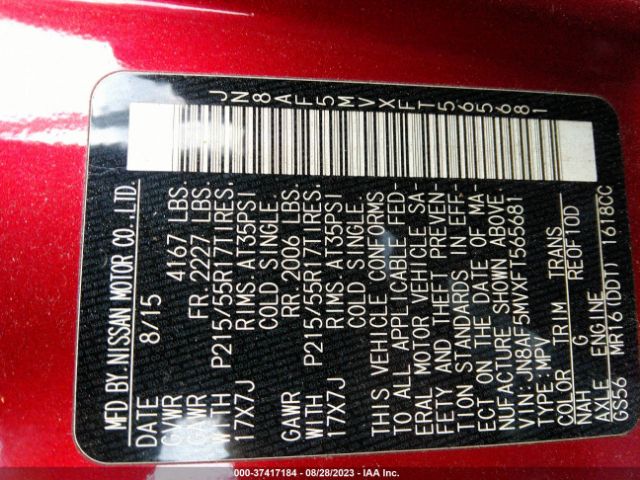 JN8AF5MVXFT565681
MFD BY:NISSAN MOTOR CO.,LTD.
DATE 8/15
GVWR 4167 LBS.
GAWR FR.2227 LBS.
WITH P215/55R17TIRES.
17X7J RIMS AT35PSI
COLD SINGLE.
GAWR RR.2006 LBS.
WITH P215/55R17TIRES.
17X7J RIMS AT35PSI
COLD SINGLE.
THIS VEHICLE CONFORMS
TO ALL APPLICABLE FED-
ERAL MOTOR VEHICLE SA-
FETY AND THEFT PREVEN-
TION STANDARDS IN EFF-
ECT ON THE DATE OF MA-
NUFACTURE SHOWN ABOVE.
VIN:JN8AF5MVXFT565681
TYPE:MPV
COLOR TRIM TRANS
NAH G RE0F10D
AXLE ENGINE
GS56 MR16(DD1) 1618CC
000-37417184 - 08/28/2023 - IAA Inc.